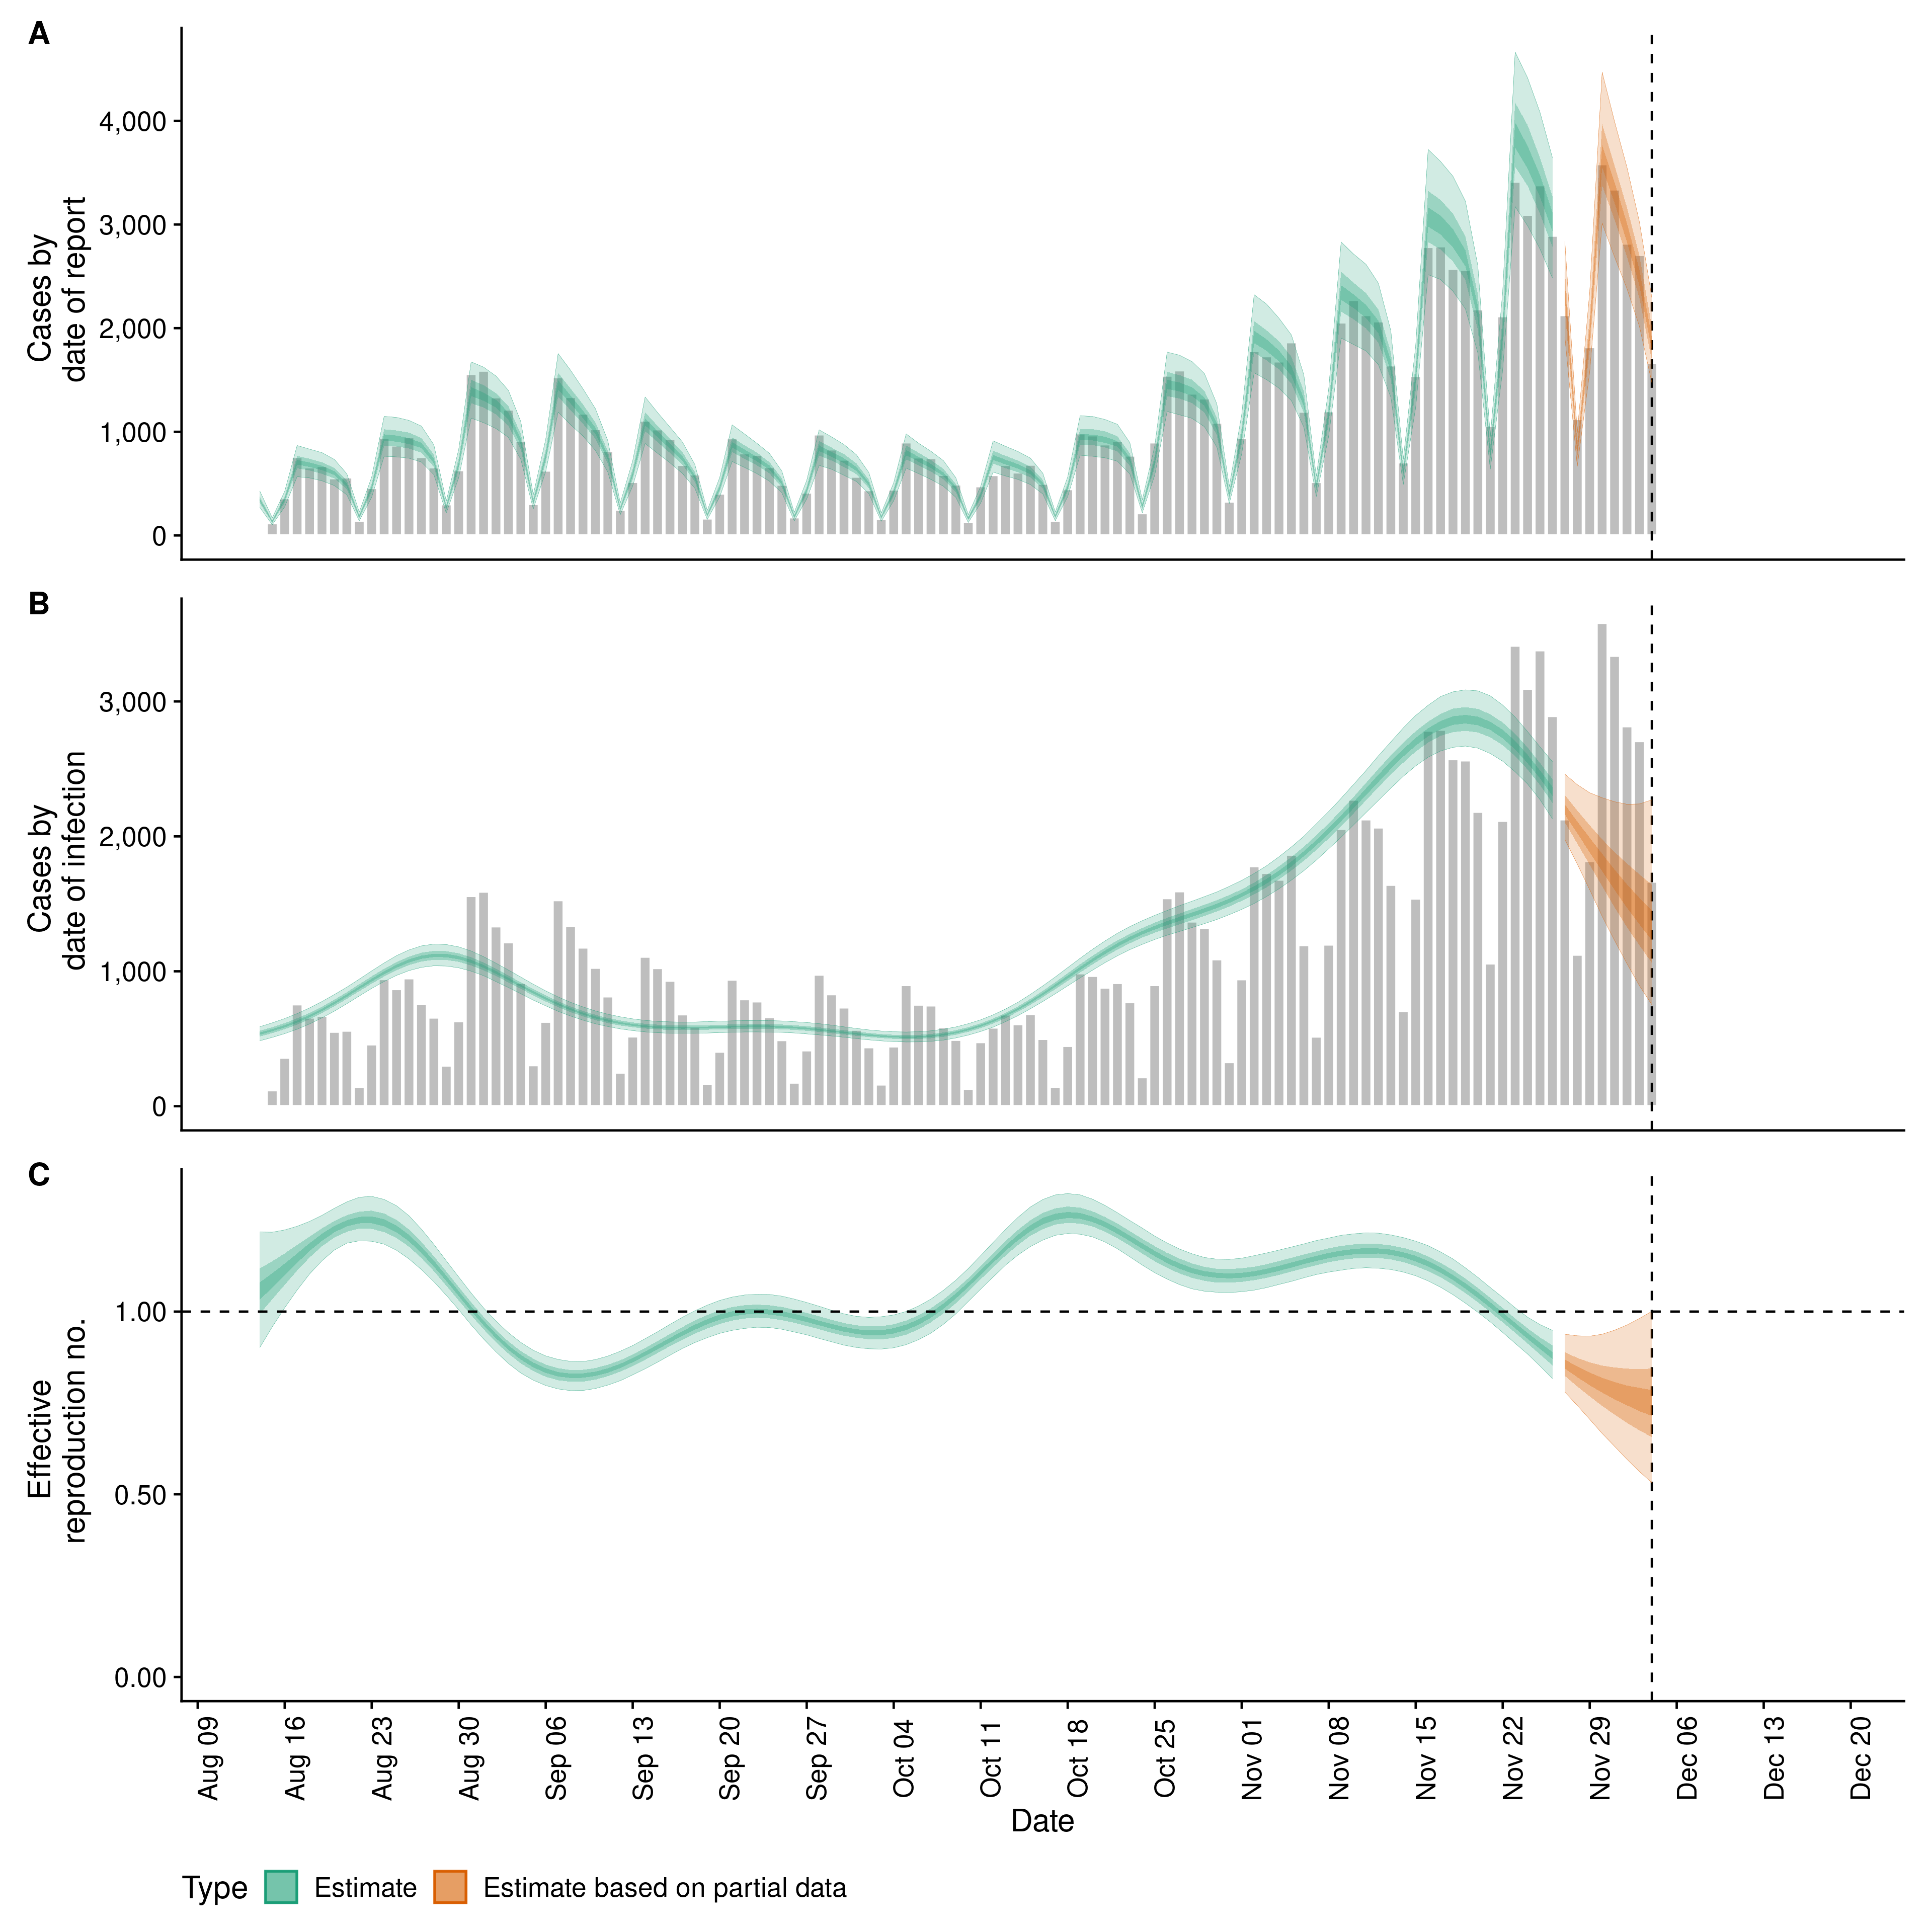 A
Cases by
date of report
4,000
3,000
2,000
1,000
0
B
Cases by
date of infection
3,000
2,000
1,000
0
C
Effective
reproduction no.
1.00
0.50
0.00
Aug 09
Aug 16
Aug 23
Aug 30
Sep 06
Sep 13
Sep 20
Sep 27
Oct 04
Oct 11
Oct 18
Oct 25
Nov 01
Nov 08
Nov 15
Nov 22
Nov 29
Dec 06
Dec 13
Dec 20
Date
Type
Estimate
Estimate based on partial data